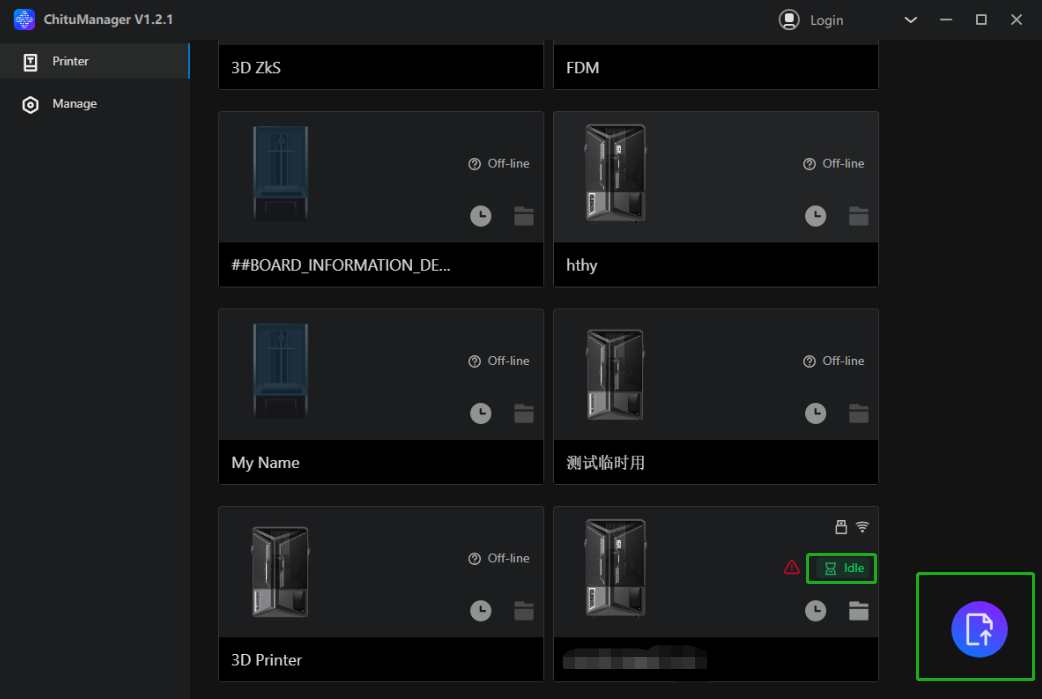 ChituManager V1.2.1
Login
Printer
Manage
3D ZkS
FDM
Off-line
Off-line
##BOARD_INFORMATION_DE...
hthy
Off-line
Off-line
My Name
测试临时用
Off-line
Idle
3D Printer